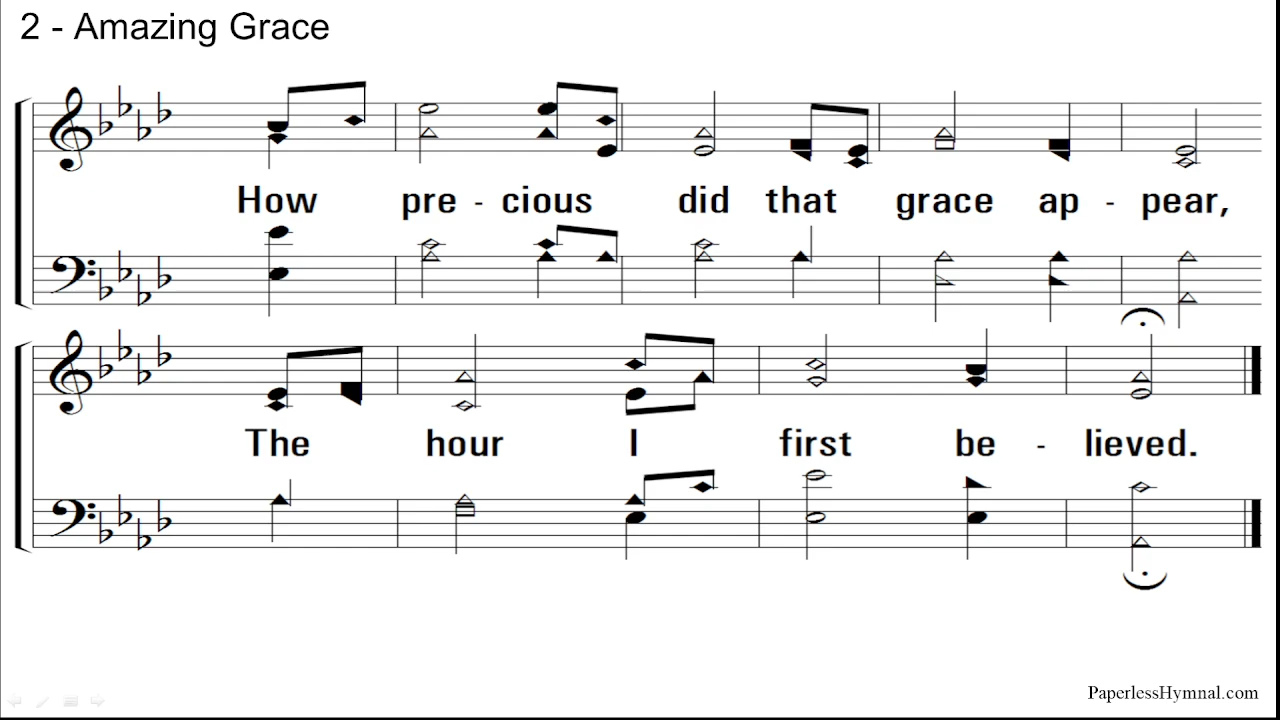 2 - Amazing Grace
How pre - cious did that grace ap - pear,
The hour I first be - lieved.
PaperlessHymnal.com